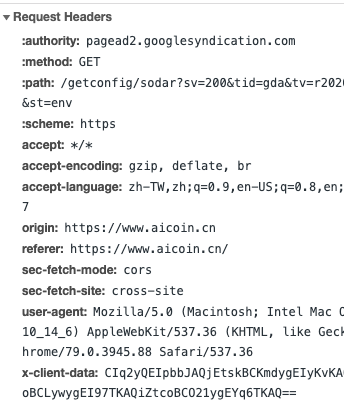 Request Headers
:authority: pagead2.googlesyndication.com
:method: GET
:path: /getconfig/sodar?sv=200&tid=gda&tv=r202
&st=env
:scheme: https
accept: */*
accept-encoding: gzip, deflate, br
accept-language: zh-TW,zh;q=0.9,en-US;q=0.8,en;
7
origin: https://www.aicoin.cn
referer: https://www.aicoin.cn/
sec-fetch-mode: cors
sec-fetch-site: cross-site
user-agent: Mozilla/5.0 (Macintosh; Intel Mac O
10_14_6) AppleWebKit/537.36 (KHTML, like Geck
hrome/79.0.3945.88 Safari/537.36
x-client-data: CIq2yQEIpbbJAQjEtskBCKmdygEIyKvKA
oBCLywygEI97TKAQiZtcoBCO21ygEYq6TKAQ==